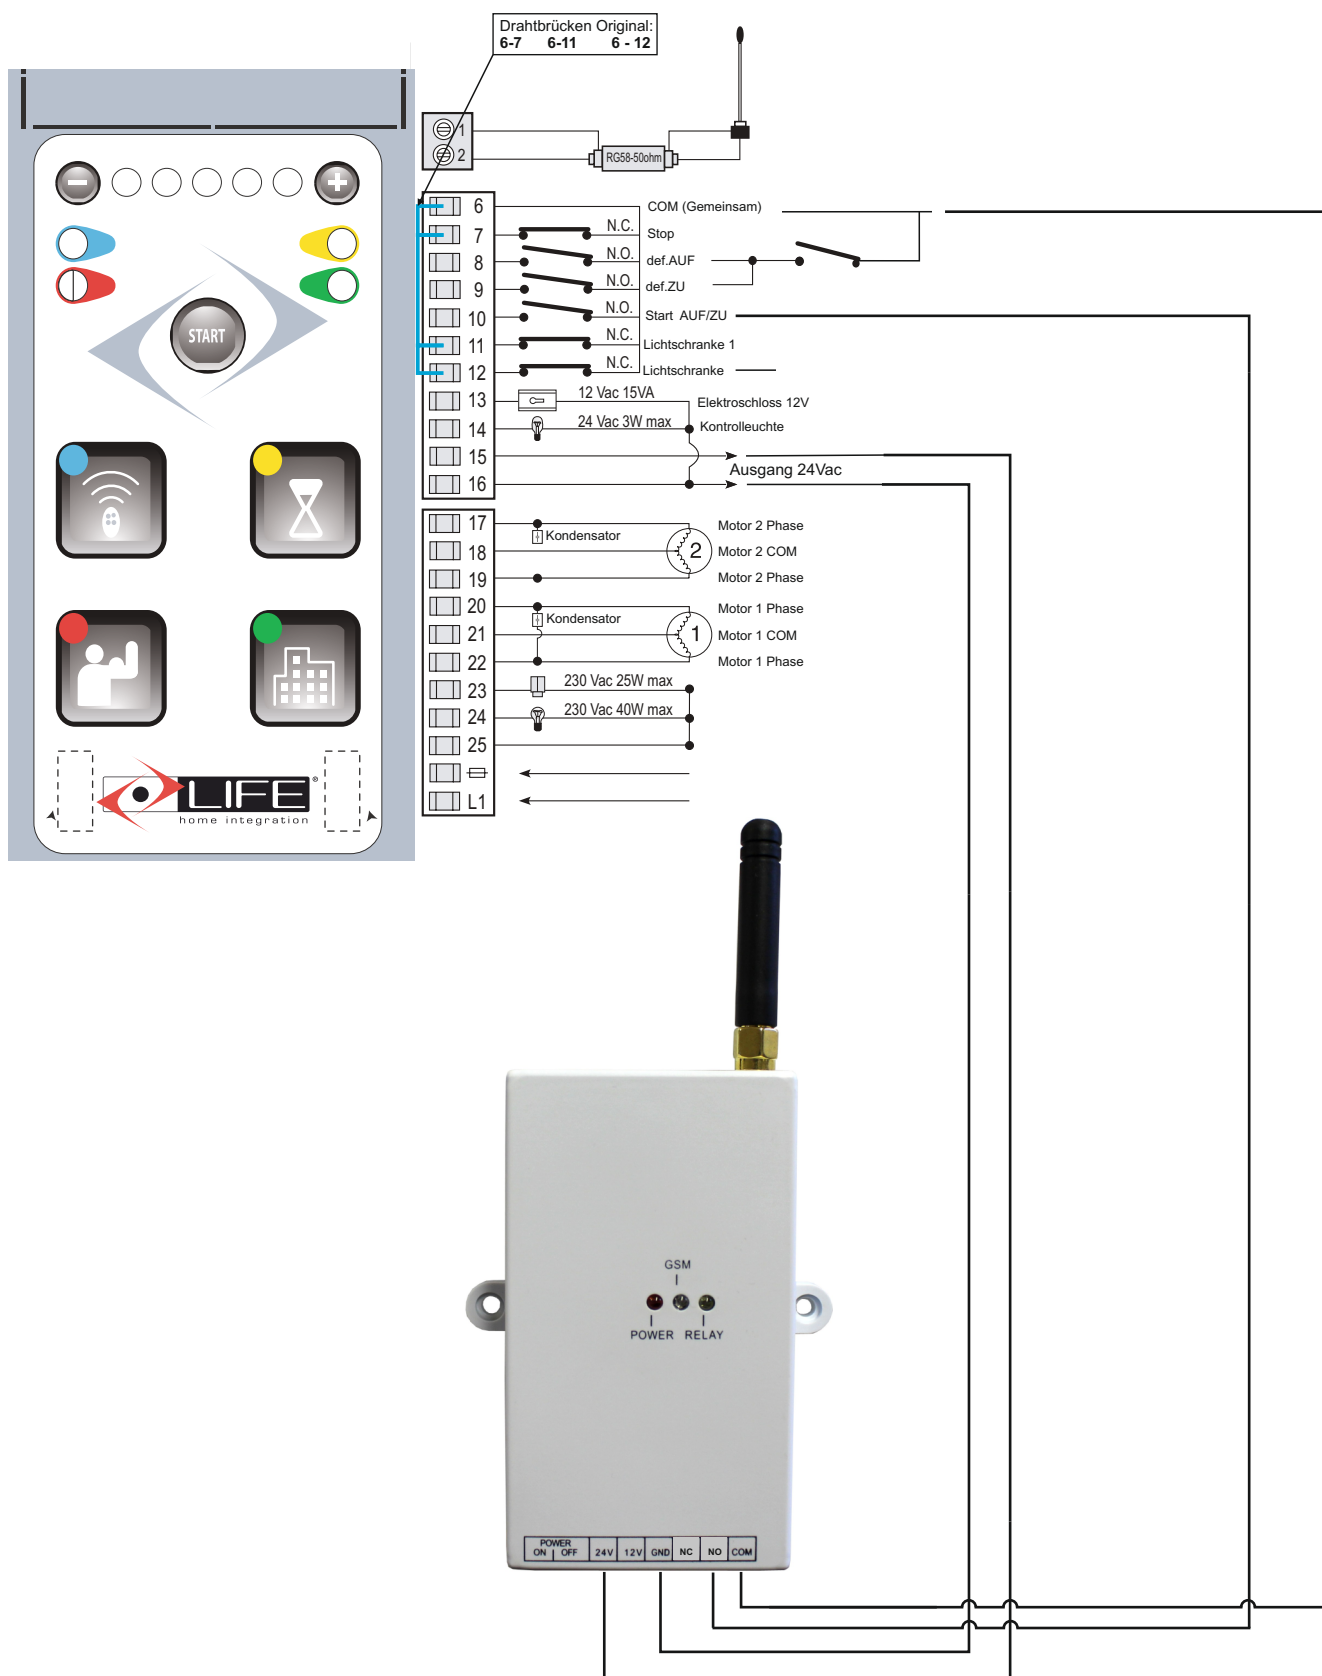 Drahtbrücken Original:
6-7 6-11 6 - 12
1
2
RG58-50ohm
START
6 COM (Gemeinsam)
7 N.C. Stop
8 N.O. def.AUF
9 N.O. def.ZU
10 N.O. Start AUF/ZU
11 N.C. Lichtschranke 1
12 N.C. Lichtschranke
13 12 Vac 15VA Elektroschloss 12V
14 24 Vac 3W max Kontrolleuchte
15
Ausgang 24Vac
16
17 Motor 2 Phase
Kondensator
18 2 Motor 2 COM
19 Motor 2 Phase
20 Motor 1 Phase
Kondensator
21 1 Motor 1 COM
22 Motor 1 Phase
23 230 Vac 25W max
24 230 Vac 40W max
25
L1
LIFE®
home integration
GSM
POWER RELAY
POWER
ON OFF 24V 12V GND NC NO COM